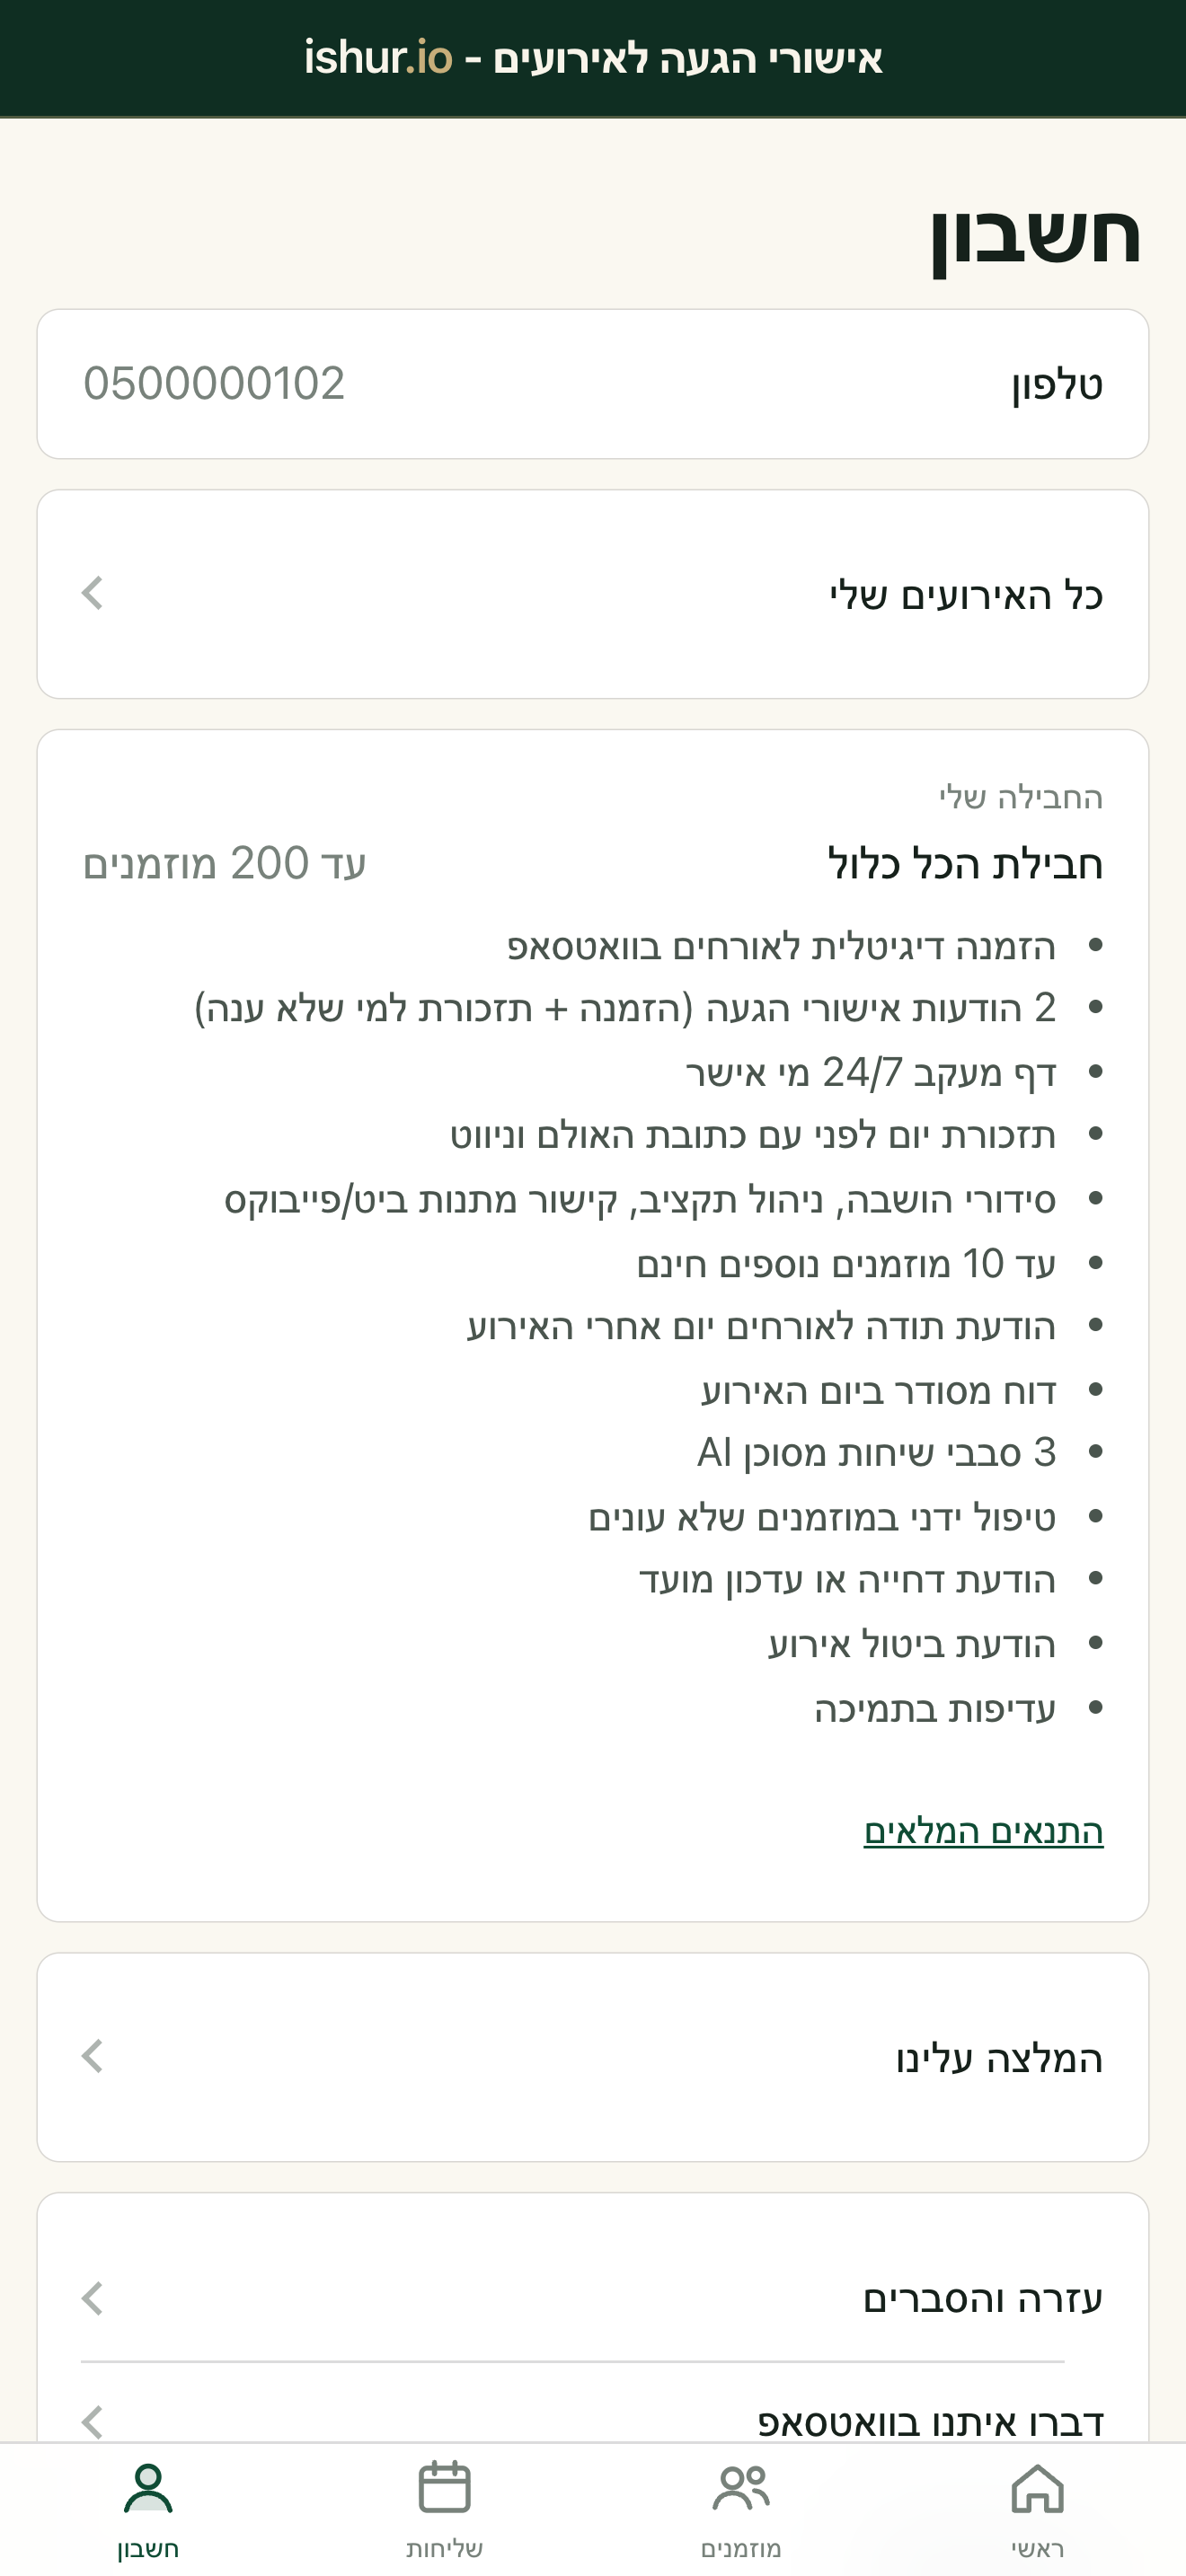 אישורי הגעה לאירועים - ishur.io
חשבון
טלפון 0500000102
כל האירועים שלי
החבילה שלי
חבילת הכל כלול עד 200 מוזמנים
• הזמנה דיגיטלית לאורחים בוואטסאפ
• 2 הודעות אישורי הגעה (הזמנה + תזכורת למי שלא ענה)
• דף מעקב 24/7 מי אישר
• תזכורת יום לפני עם כתובת האולם וניווט
• סידורי הושבה, ניהול תקציב, קישור מתנות ביט/פייבוקס
• עד 10 מוזמנים נוספים חינם
• הודעת תודה לאורחים יום אחרי האירוע
• דוח מסודר ביום האירוע
• 3 סבבי שיחות מסוכן AI
• טיפול ידני במוזמנים שלא עונים
• הודעת דחייה או עדכון מועד
• הודעת ביטול אירוע
• עדיפות בתמיכה
התנאים המלאים
המלצה עלינו
עזרה והסברים
דברו איתנו בוואטסאפ
ראשי מוזמנים שליחות חשבון